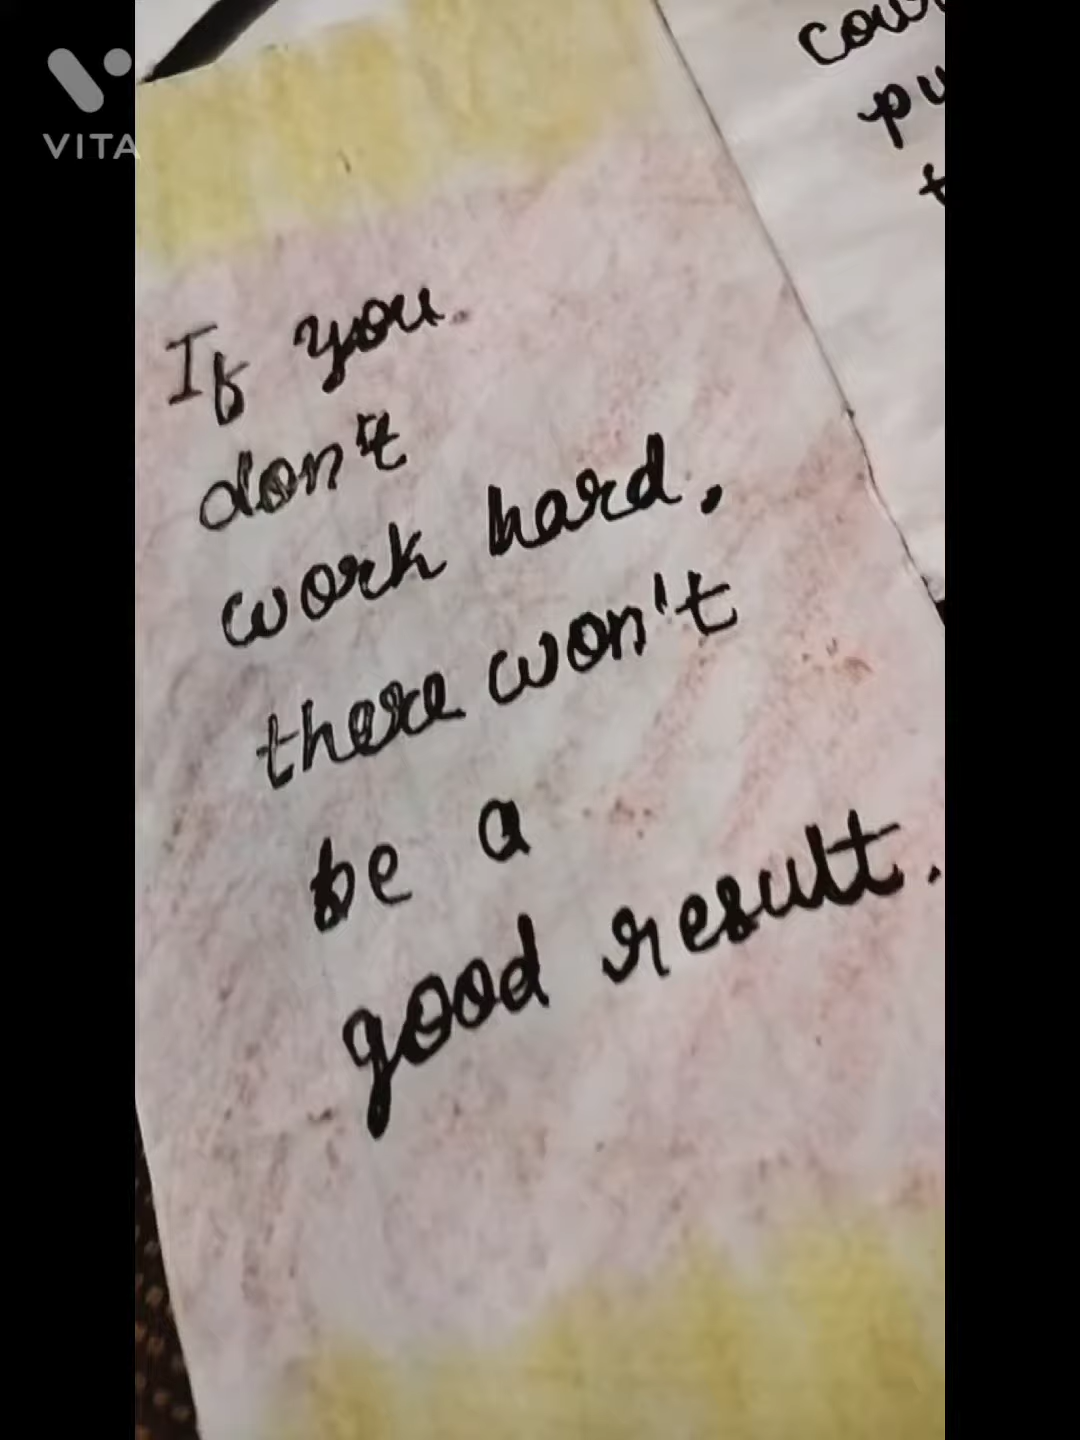 VITA
If you
don't
work hard,
there won't
be a
good result.